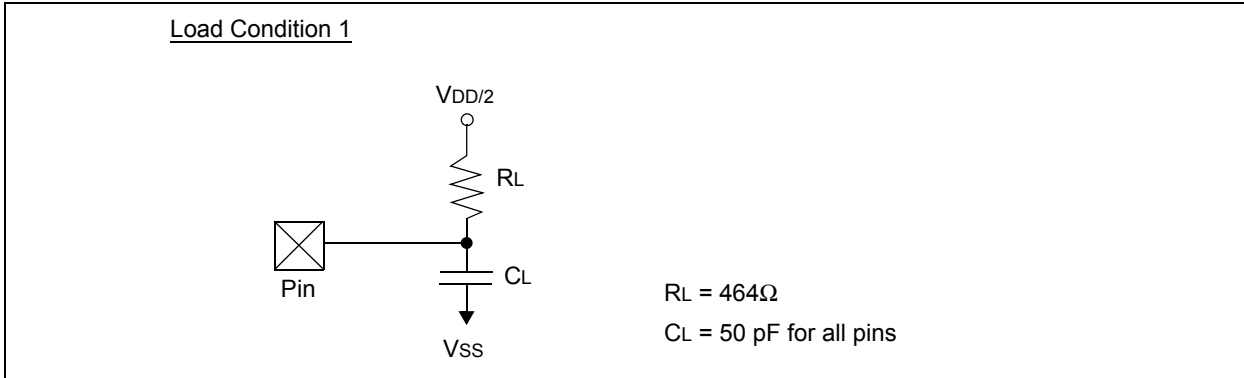 Load Condition 1
VDD/2
RL
Pin
CL
VSS
RL = 464Ω
CL = 50 pF for all pins